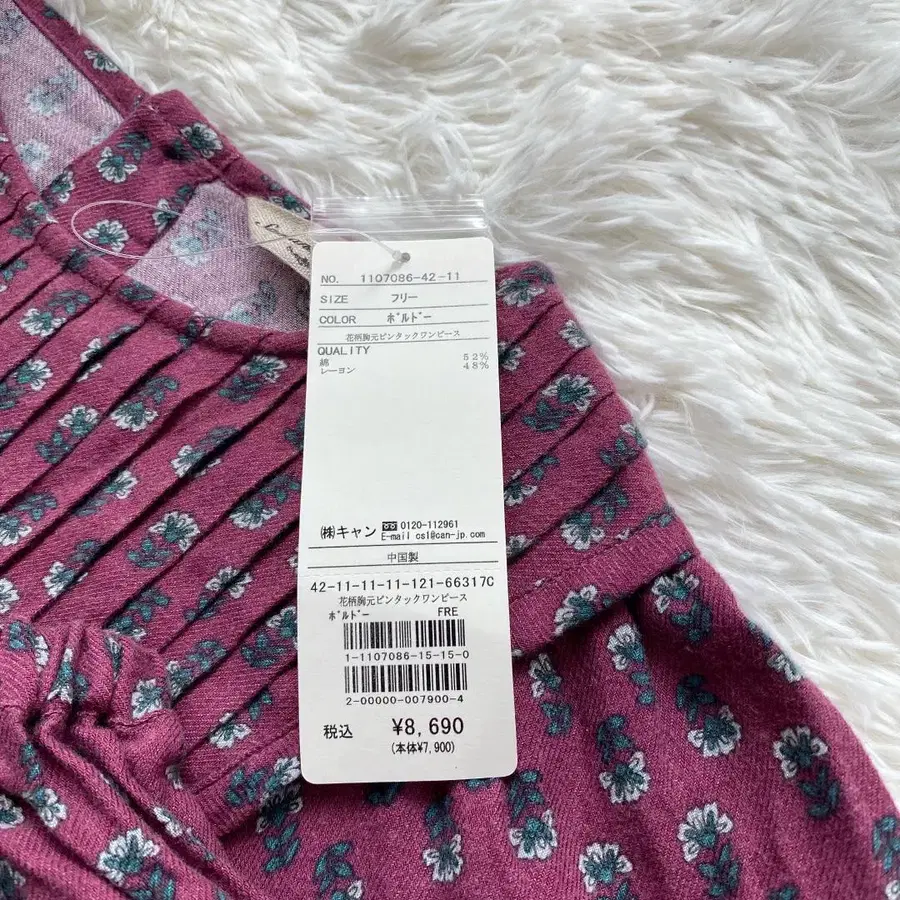 NO. 1107086-42-11
SIZE フリー
COLOR ボルドー
花柄胸元ピンタックワンピース
QUALITY
綿 52%
レーヨン 48%
㈱キャン 0120-112961
E-mail cs1@can-jp.com
中国製
42-11-11-11-121-66317C
花柄胸元ピンタックワンピース
ボルドー FRE
1-1107086-15-15-0
2-00000-007900-4
税込 ¥8,690
(本体¥7,900)